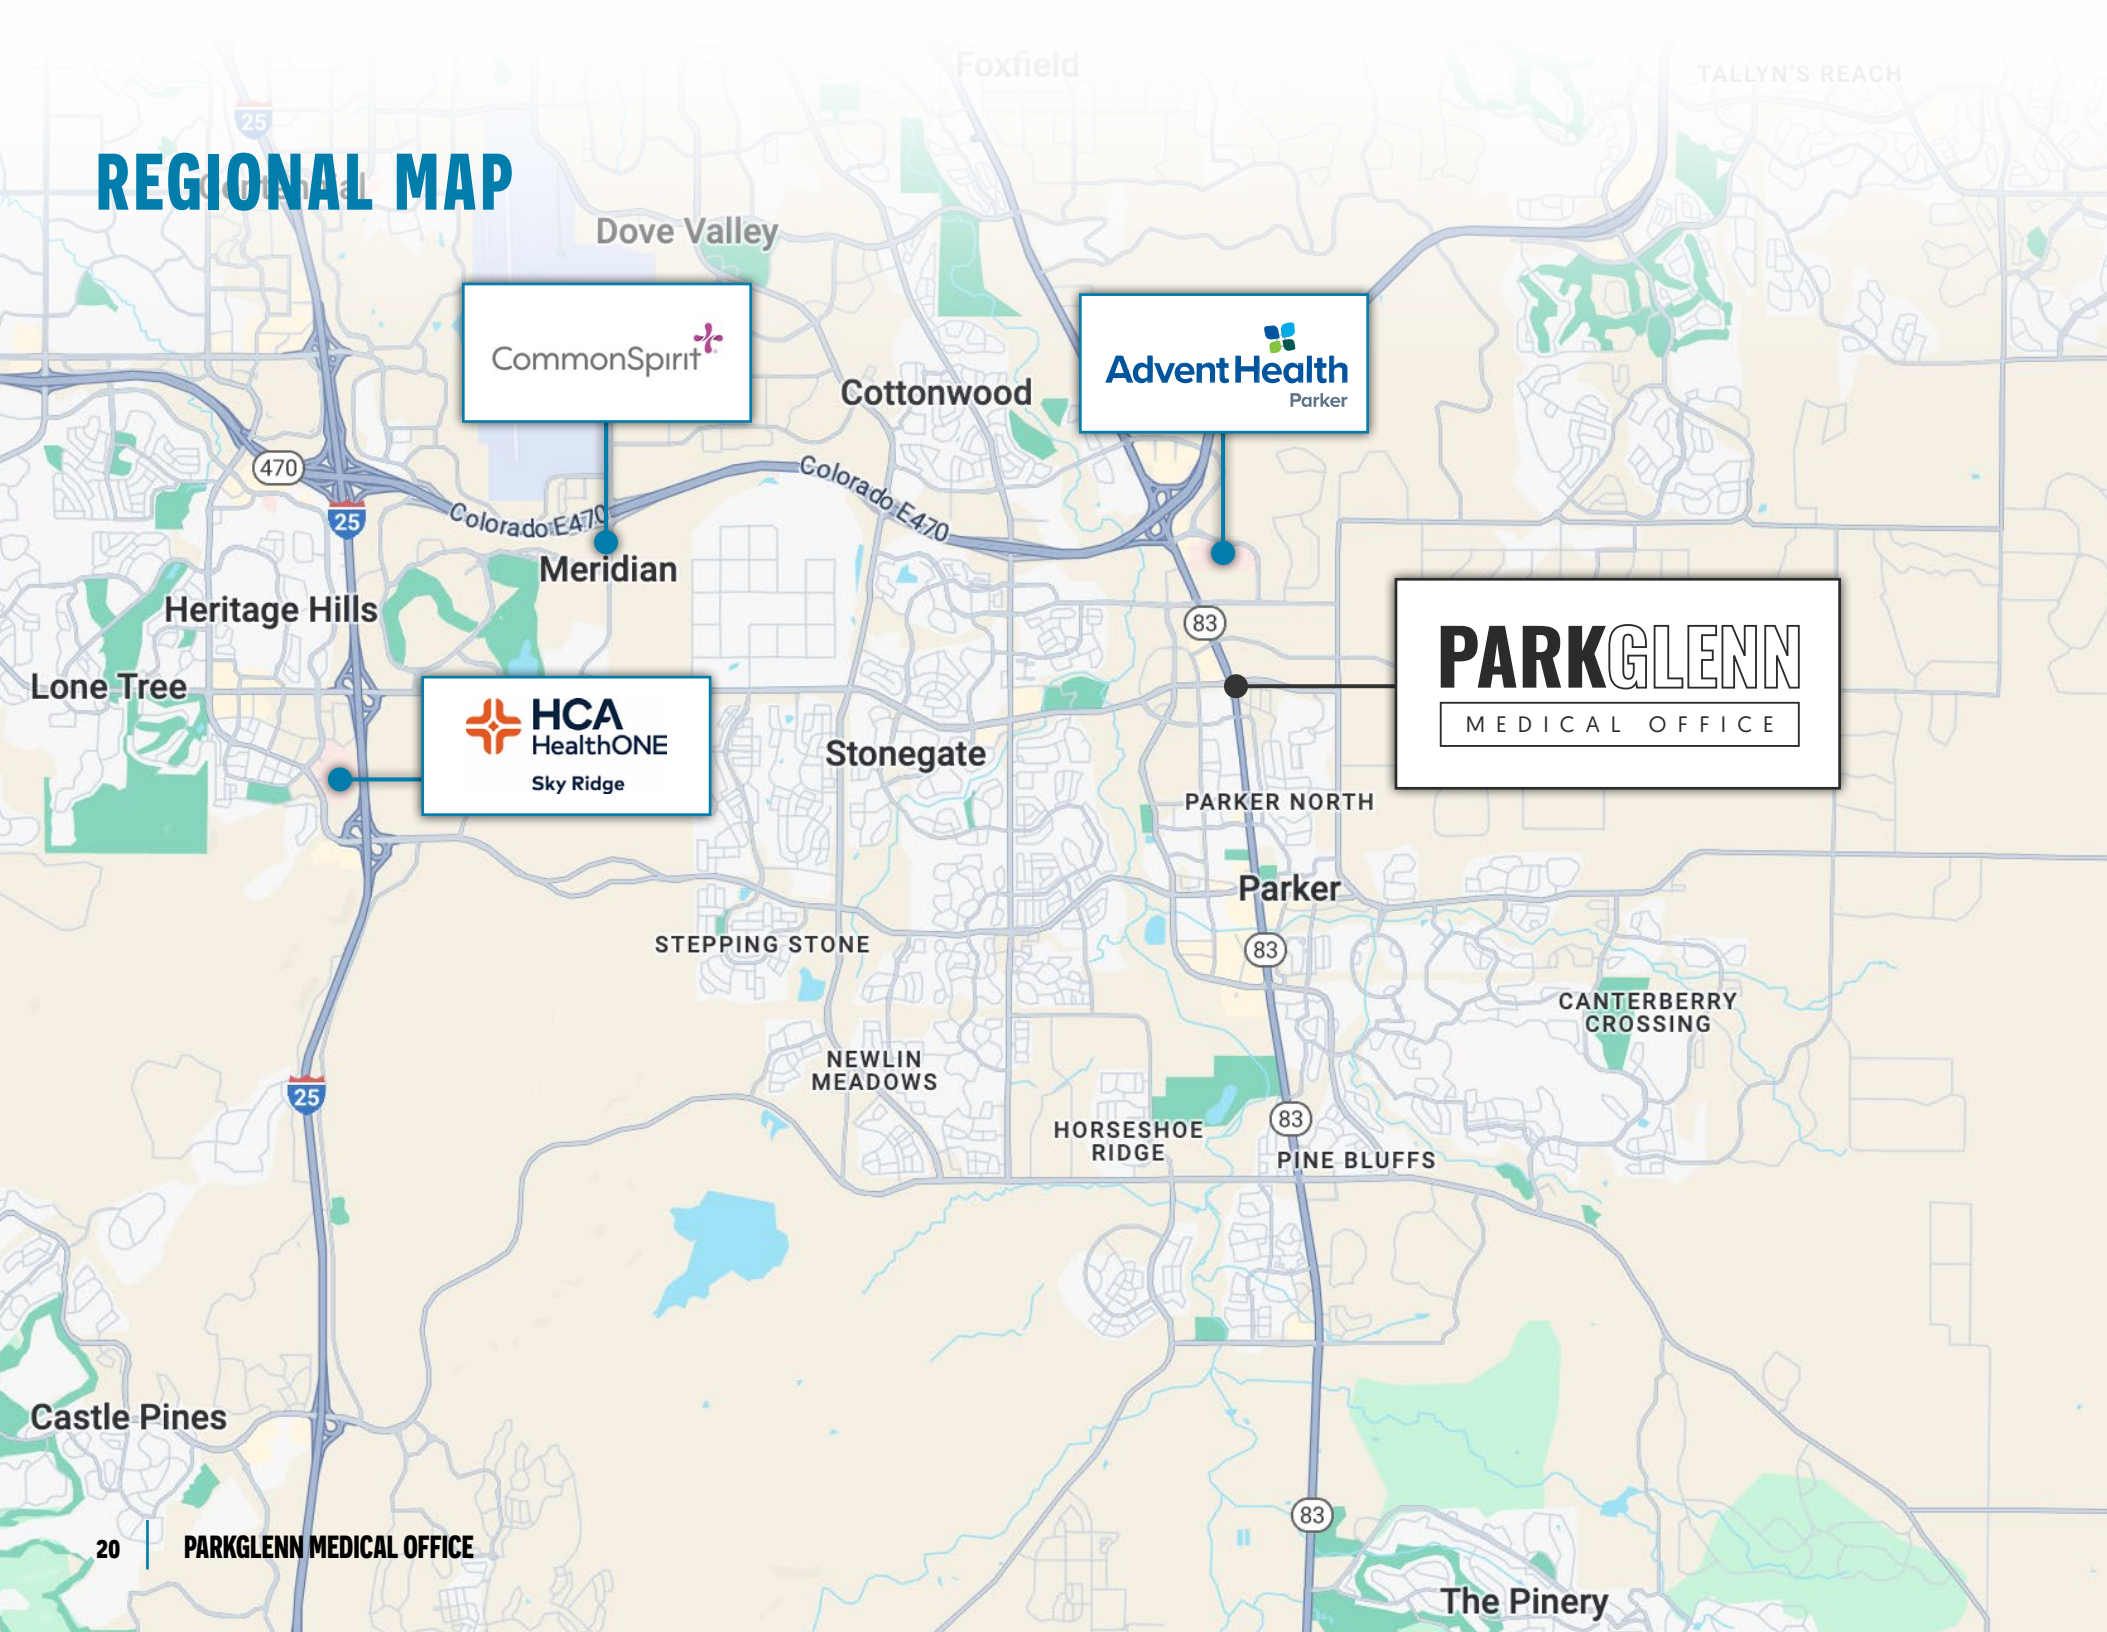 Foxfield
TALLYN'S REACH
25
REGIONAL MAP
Centennial
Dove Valley
CommonSpirit
AdventHealth
Parker
Cottonwood
470
Colorado E470
Colorado E470
25
Meridian
Heritage Hills
83
PARKGLENN
MEDICAL OFFICE
Lone Tree
HCA
HealthONE
Sky Ridge
Stonegate
PARKER NORTH
Parker
STEPPING STONE
83
CANTERBERRY
CROSSING
NEWLIN
MEADOWS
25
HORSESHOE
RIDGE
83
PINE BLUFFS
Castle Pines
83
20
PARKGLENN MEDICAL OFFICE
The Pinery